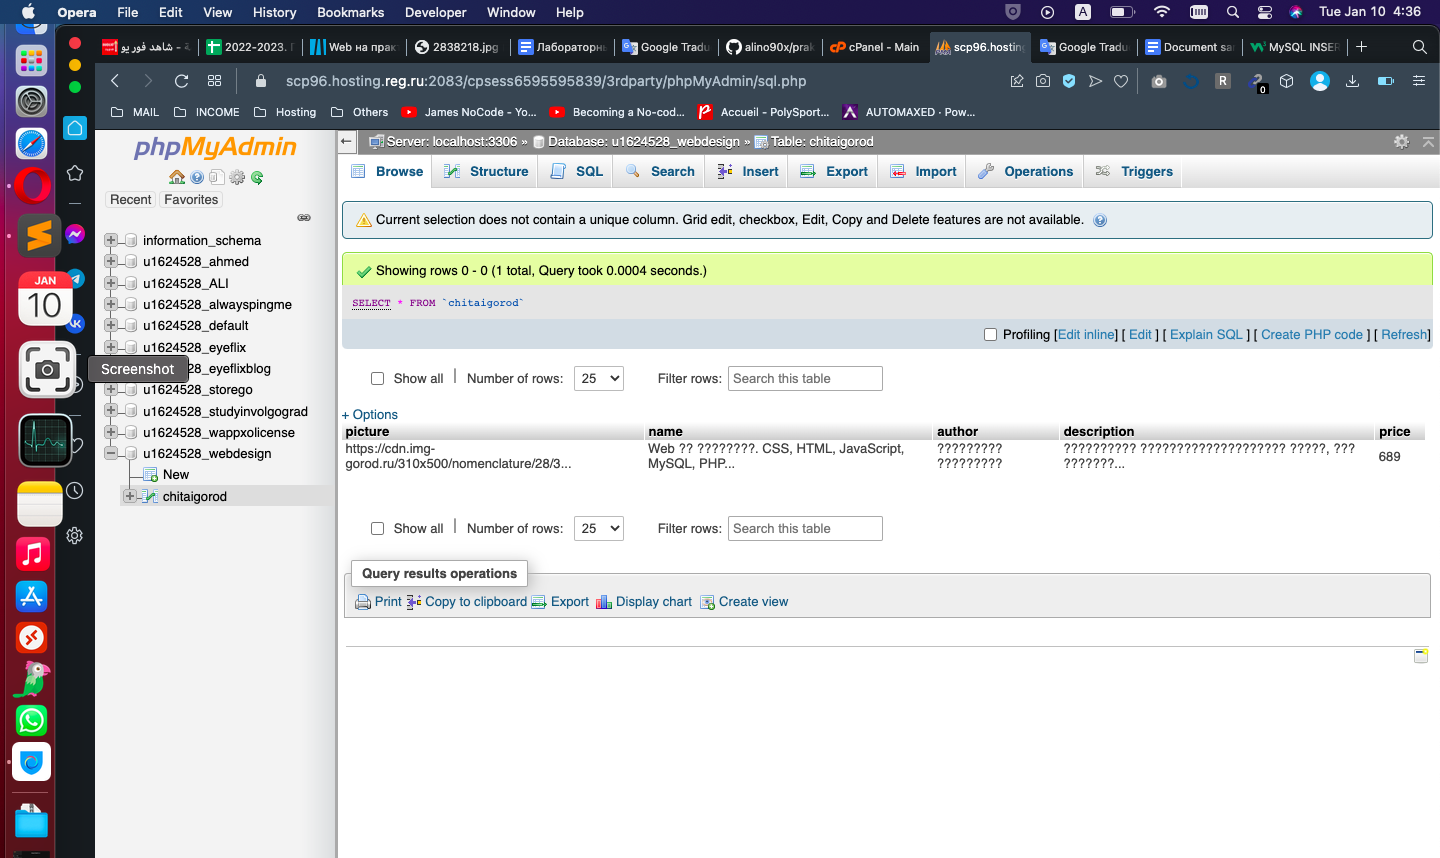 Opera File Edit View History Bookmarks Developer Window Help
A
Tue Jan 10 4:36
شاهد فور يو - à
2022-2023. Г
Web на прак
2838218.jpg
Лабораторн
Google Tradu
alino90x/prak
cPanel - Main
scp96.hosting
Google Tradu
Document sa
MySQL INSER
scp96.hosting.reg.ru:2083/cpsess6595595839/3rdparty/phpMyAdmin/sql.php
R
0
MAIL INCOME Hosting Others James NoCode - Yo... Becoming a No-cod... Accueil - PolySport... AUTOMAXED · Pow...
phpMyAdmin
Recent Favorites
information_schema
u1624528_ahmed
u1624528_ALI
u1624528_alwayspingme
u1624528_default
u1624528_eyeflix
28_eyeflixblog
u1624528_storego
u1624528_studyinvolgograd
u1624528_wappxolicense
u1624528_webdesign
New
chitaigorod
JAN
10
Screenshot
Server: localhost:3306 » Database: u1624528_webdesign » Table: chitaigorod
Browse Structure SQL Search Insert Export Import Operations Triggers
Current selection does not contain a unique column. Grid edit, checkbox, Edit, Copy and Delete features are not available.
Showing rows 0 - 0 (1 total, Query took 0.0004 seconds.)
SELECT * FROM `chitaigorod`
Profiling [Edit inline] [ Edit ] [ Explain SQL ] [ Create PHP code ] [ Refresh]
Show all | Number of rows: 25 Filter rows: Search this table
+ Options
picture name author description price
https://cdn.img-gorod.ru/310x500/nomenclature/28/3... Web ?? ????????. CSS, HTML, JavaScript, MySQL, PHP... ????????? ????????? ?????????? ???????????????????? ?????, ??? ???????... 689
Show all | Number of rows: 25 Filter rows: Search this table
Query results operations
Print Copy to clipboard Export Display chart Create view